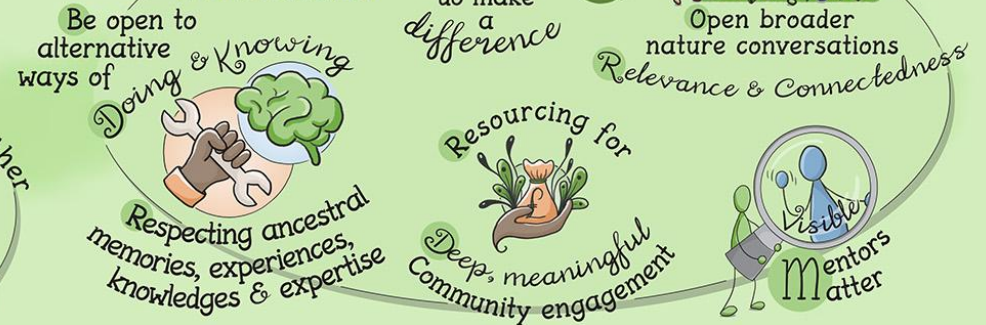 Be open to
alternative
ways of
Doing & Knowing
Respecting ancestral
memories, experiences,
knowledges & expertise
a
difference
Resourcing for
£
Deep, meaningful
Community engagement
Open broader
nature conversations
Relevance & Connectedness
Visible
Mentors
Matter